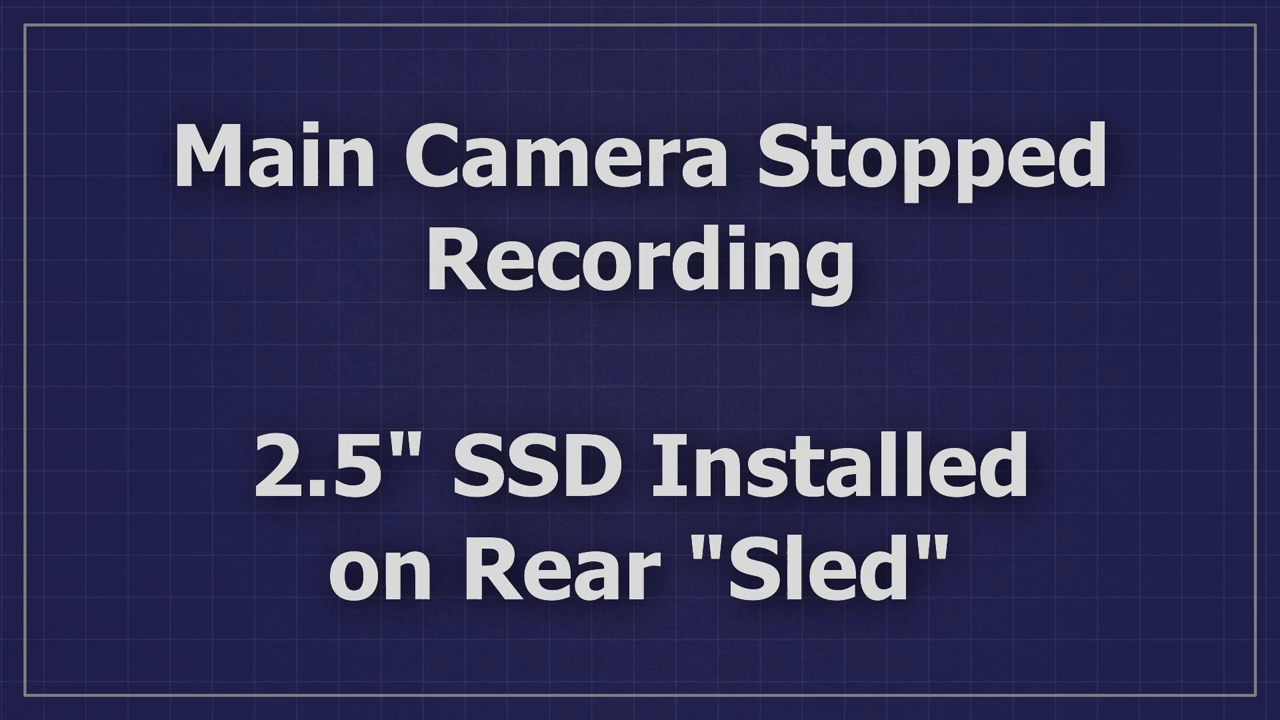 Main Camera Stopped
Recording
2.5" SSD Installed
on Rear "Sled"